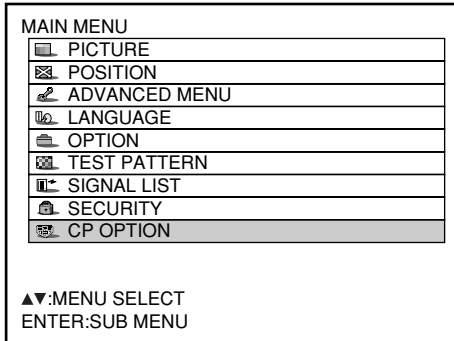 MAIN MENU
PICTURE
POSITION
ADVANCED MENU
LANGUAGE
OPTION
TEST PATTERN
SIGNAL LIST
SECURITY
CP OPTION
▲▼:MENU SELECT
ENTER:SUB MENU